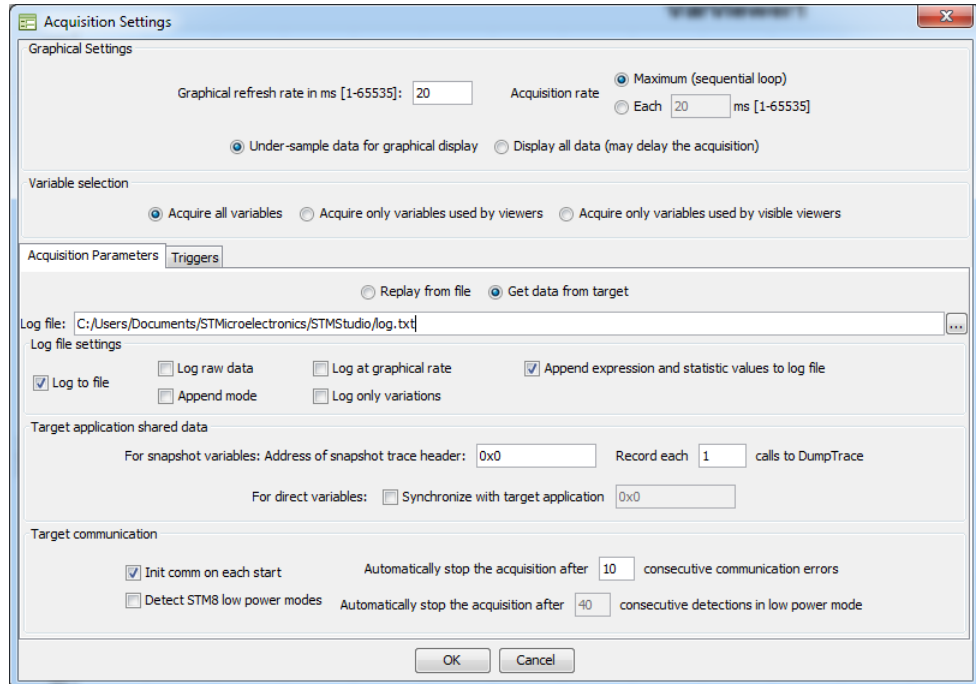 Acquisition Settings
Graphical Settings
Graphical refresh rate in ms [1-65535]: 20 Acquisition rate Maximum (sequential loop)
Each 20 ms [1-65535]
Under-sample data for graphical display Display all data (may delay the acquisition)
Variable selection
Acquire all variables Acquire only variables used by viewers Acquire only variables used by visible viewers
Acquisition Parameters Triggers
Replay from file Get data from target
Log file: C:/Users/Documents/STMicroelectronics/STMStudio/log.txt ...
Log file settings
Log to file Log raw data Log at graphical rate Append expression and statistic values to log file
Append mode Log only variations
Target application shared data
For snapshot variables: Address of snapshot trace header: 0x0 Record each 1 calls to DumpTrace
For direct variables: Synchronize with target application 0x0
Target communication
Init comm on each start Automatically stop the acquisition after 10 consecutive communication errors
Detect STM8 low power modes Automatically stop the acquisition after 40 consecutive detections in low power mode
OK Cancel